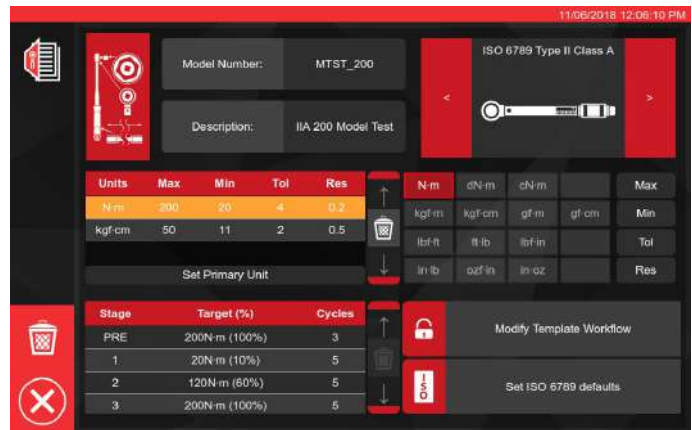 11/06/2018 12:06:10 PM
Model Number: MTST_200
Description: IIA 200 Model Test
ISO 6789 Type II Class A
< >
Units Max Min Tol Res
N·m 200 20 4 0.2
kgf·cm 50 11 2 0.5
Set Primary Unit
N·m dN·m cN·m Max
kgf·m kgf·cm gf·m gf·cm Min
lbf·ft ft·lb lbf·in Tol
in·lb ozf·in in·oz Res
Stage Target (%) Cycles
PRE 200N·m (100%) 3
1 20N·m (10%) 5
2 120N·m (60%) 5
3 200N·m (100%) 5
Modify Template Workflow
ISO Set ISO 6789 defaults